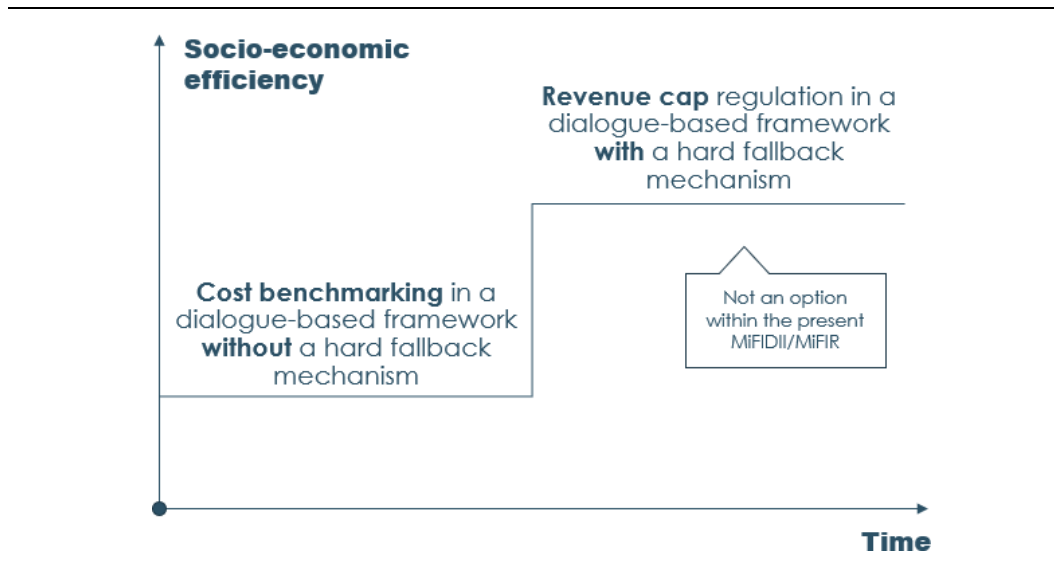 Socio-economic
efficiency
Revenue cap regulation in a
dialogue-based framework
with a hard fallback
mechanism
Cost benchmarking in a
dialogue-based framework
without a hard fallback
mechanism
Not an option
within the present
MiFIDII/MiFIR
Time